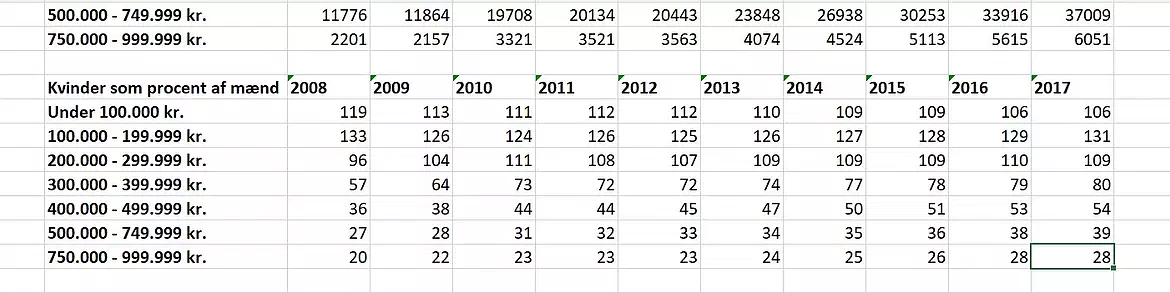 500.000 - 749.999 kr. 11776 11864 19708 20134 20443 23848 26938 30253 33916 37009
750.000 - 999.999 kr. 2201 2157 3321 3521 3563 4074 4524 5113 5615 6051
Kvinder som procent af mænd 2008 2009 2010 2011 2012 2013 2014 2015 2016 2017
Under 100.000 kr. 119 113 111 112 112 110 109 109 106 106
100.000 - 199.999 kr. 133 126 124 126 125 126 127 128 129 131
200.000 - 299.999 kr. 96 104 111 108 107 109 109 109 110 109
300.000 - 399.999 kr. 57 64 73 72 72 74 77 78 79 80
400.000 - 499.999 kr. 36 38 44 44 45 47 50 51 53 54
500.000 - 749.999 kr. 27 28 31 32 33 34 35 36 38 39
750.000 - 999.999 kr. 20 22 23 23 23 24 25 26 28 28